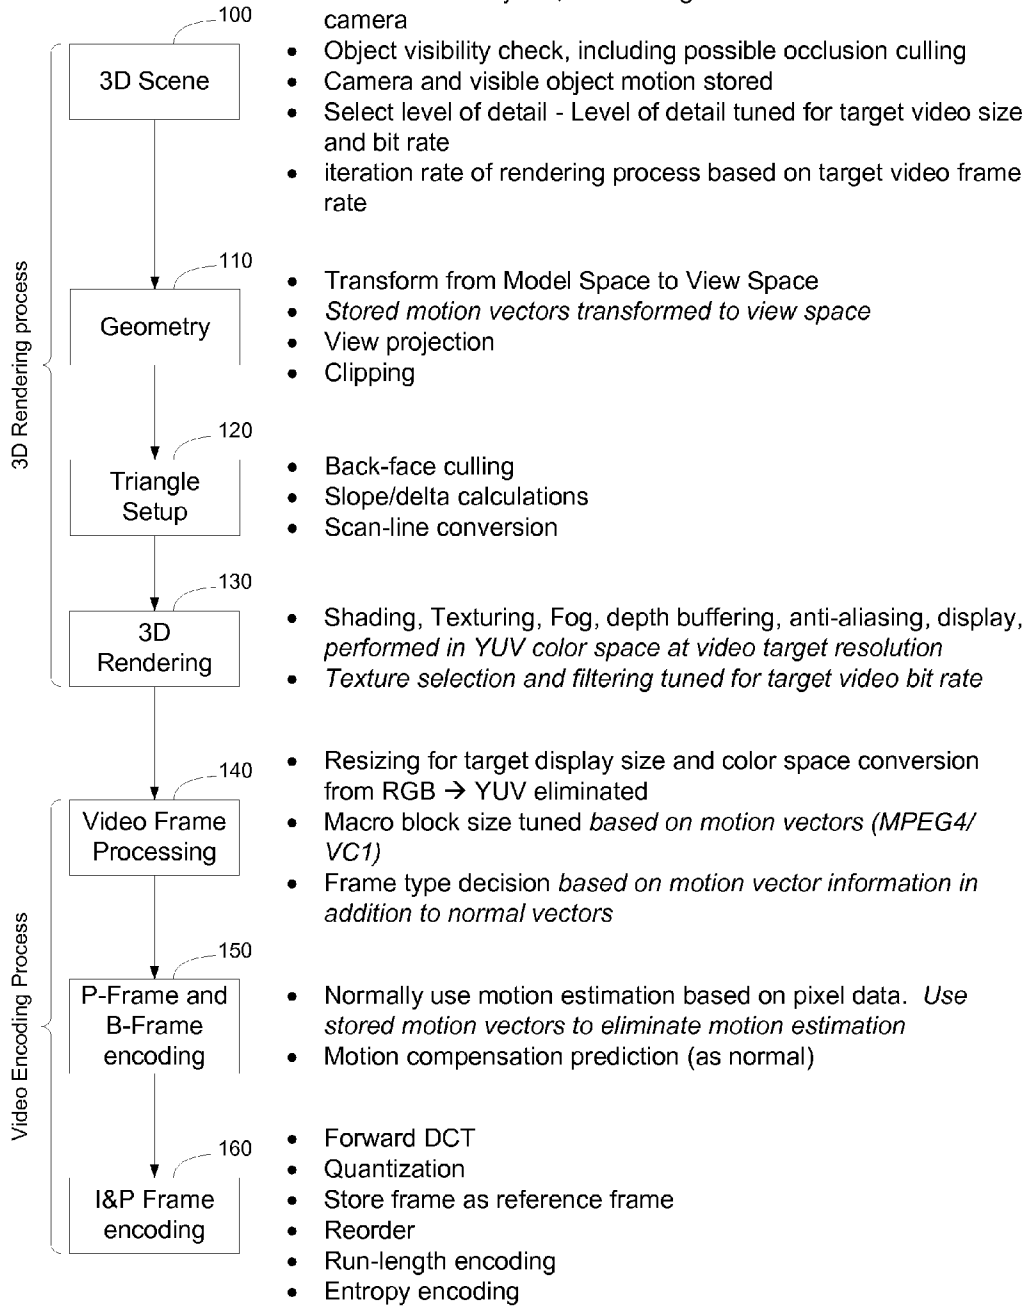 100
camera
3D Scene
• Object visibility check, including possible occlusion culling
• Camera and visible object motion stored
• Select level of detail - Level of detail tuned for target video size
and bit rate
• iteration rate of rendering process based on target video frame
rate
3D Rendering process
110
Geometry
• Transform from Model Space to View Space
• Stored motion vectors transformed to view space
• View projection
• Clipping
120
Triangle
Setup
• Back-face culling
• Slope/delta calculations
• Scan-line conversion
130
3D
Rendering
• Shading, Texturing, Fog, depth buffering, anti-aliasing, display,
performed in YUV color space at video target resolution
• Texture selection and filtering tuned for target video bit rate
Video Encoding Process
140
Video Frame
Processing
• Resizing for target display size and color space conversion
from RGB → YUV eliminated
• Macro block size tuned based on motion vectors (MPEG4/
VC1)
• Frame type decision based on motion vector information in
addition to normal vectors
150
P-Frame and
B-Frame
encoding
• Normally use motion estimation based on pixel data. Use
stored motion vectors to eliminate motion estimation
• Motion compensation prediction (as normal)
160
I&P Frame
encoding
• Forward DCT
• Quantization
• Store frame as reference frame
• Reorder
• Run-length encoding
• Entropy encoding